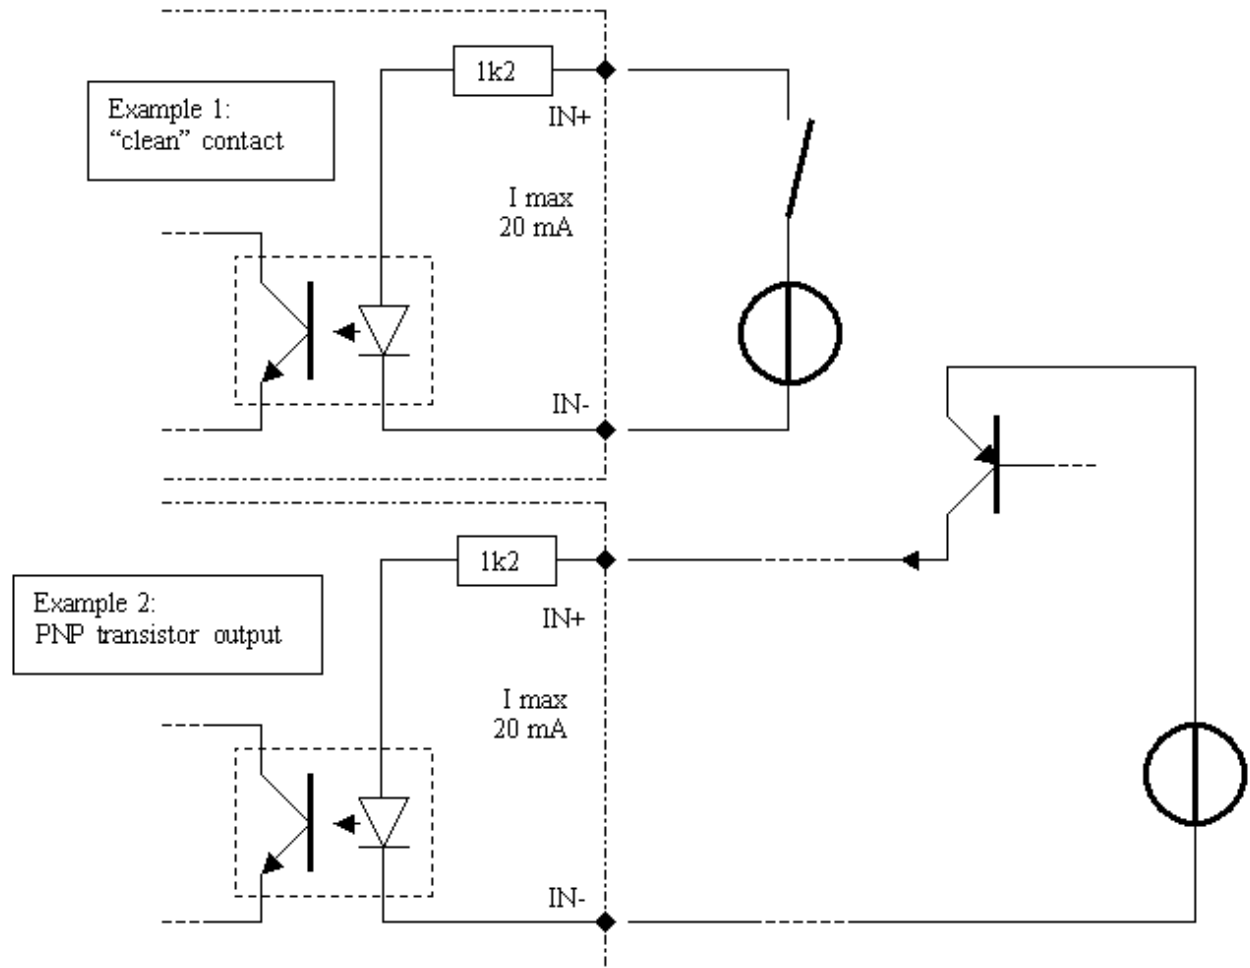 1k2
Example 1:
“clean” contact
IN+
I max
20 mA
IN-
1k2
Example 2:
PNP transistor output
IN+
I max
20 mA
IN-